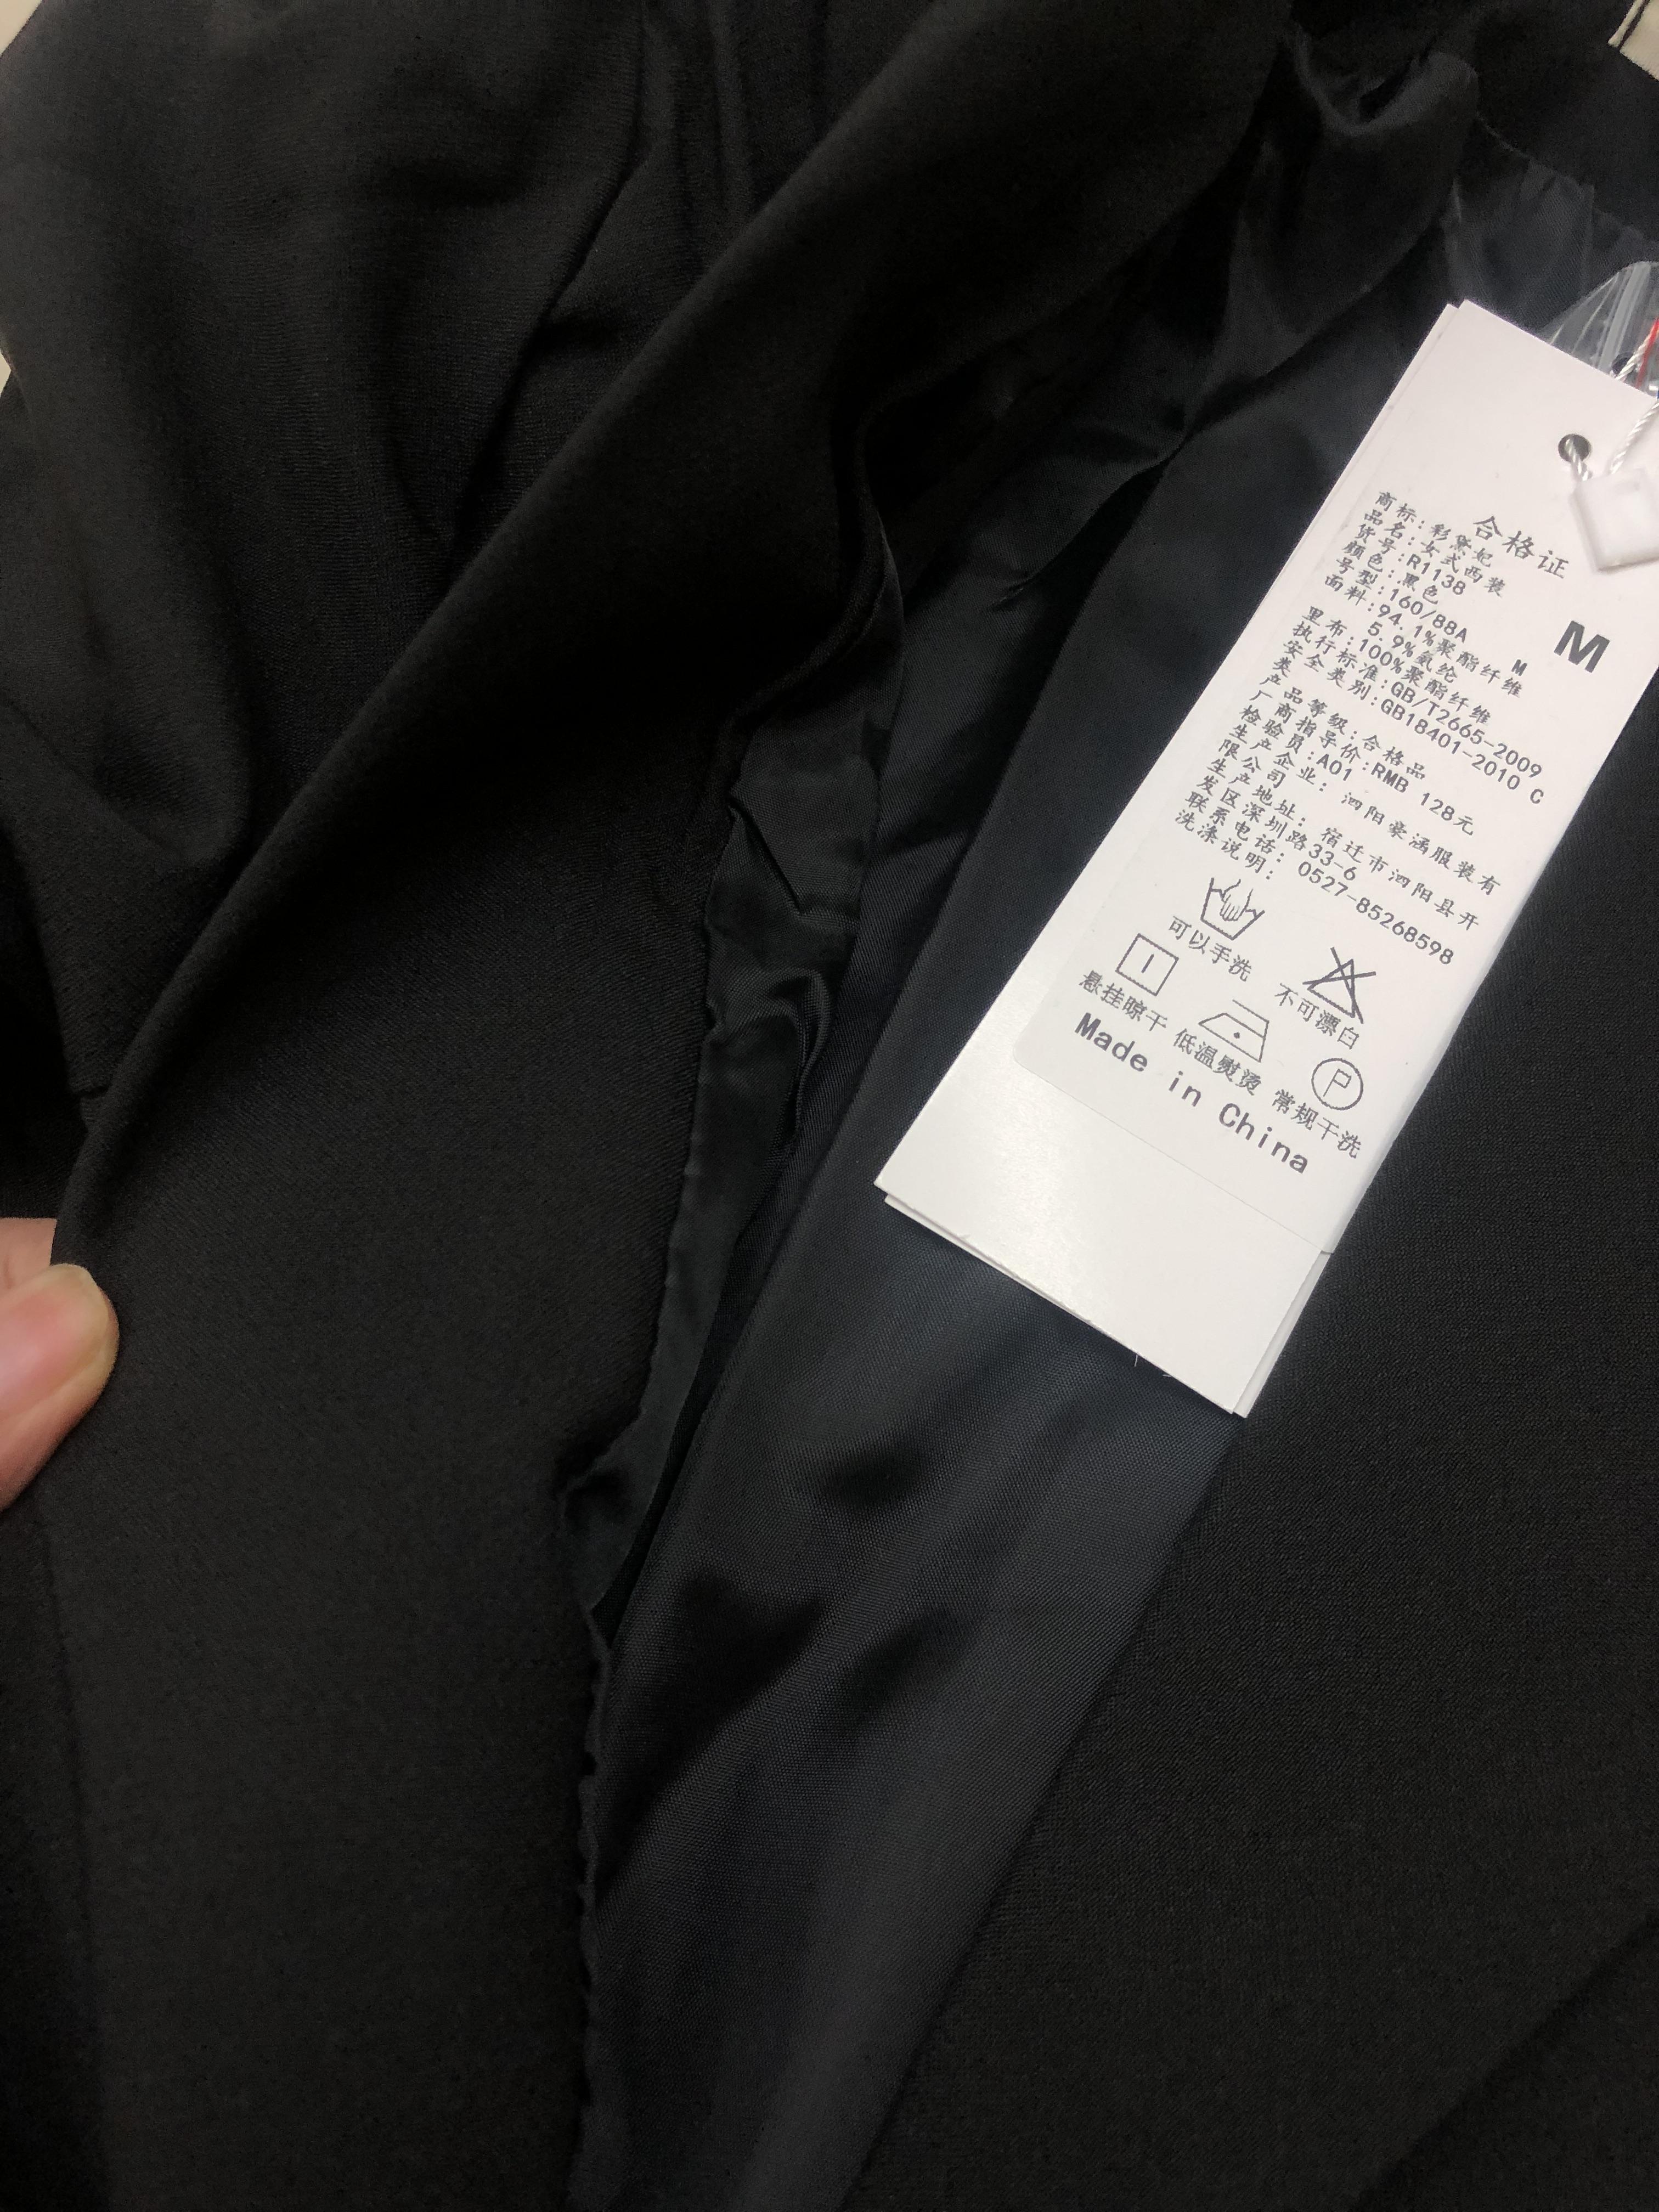 合格证
商标:彩黛妃
品名:女式西装
货号:R1138
颜色:黑色
号型:160/88A M
面料:94.1%聚酯纤维
5.9%氨纶
里布:100%聚酯纤维
执行标准:GB/T2665-2009
安全类别:GB18401-2010 C
类
产品等级:合格品
厂商指导价:RMB 128元
检验员:A01
生产企业: 泗阳豪涵服装有
限公司
生产地址: 宿迁市泗阳县开
发区深圳路33-6
联系电话: 0527-85268598
洗涤说明:
M
可以手洗
不可漂白
悬挂晾干
低温熨烫
P
常规干洗
Made in China